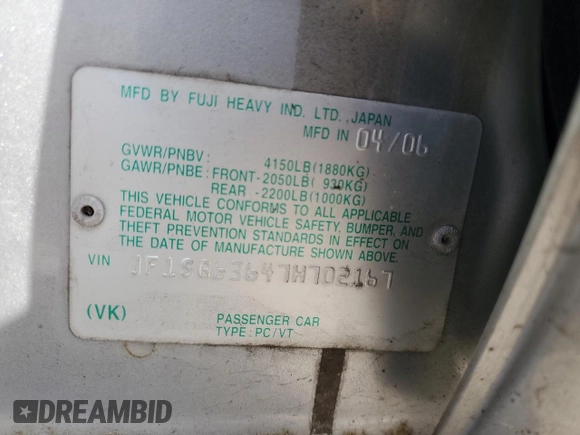 MFD BY FUJI HEAVY IND. LTD., JAPAN
MFD IN 04/06
GVWR/PNBV : 4150LB(1880KG)
GAWR/PNBE: FRONT-2050LB( 930KG)
REAR -2200LB(1000KG)
THIS VEHICLE CONFORMS TO ALL APPLICABLE
FEDERAL MOTOR VEHICLE SAFETY, BUMPER, AND
THEFT PREVENTION STANDARDS IN EFFECT ON
THE DATE OF MANUFACTURE SHOWN ABOVE.
VIN JF1SG63647H702167
(VK) PASSENGER CAR
TYPE:PC/VT
DREAMBID